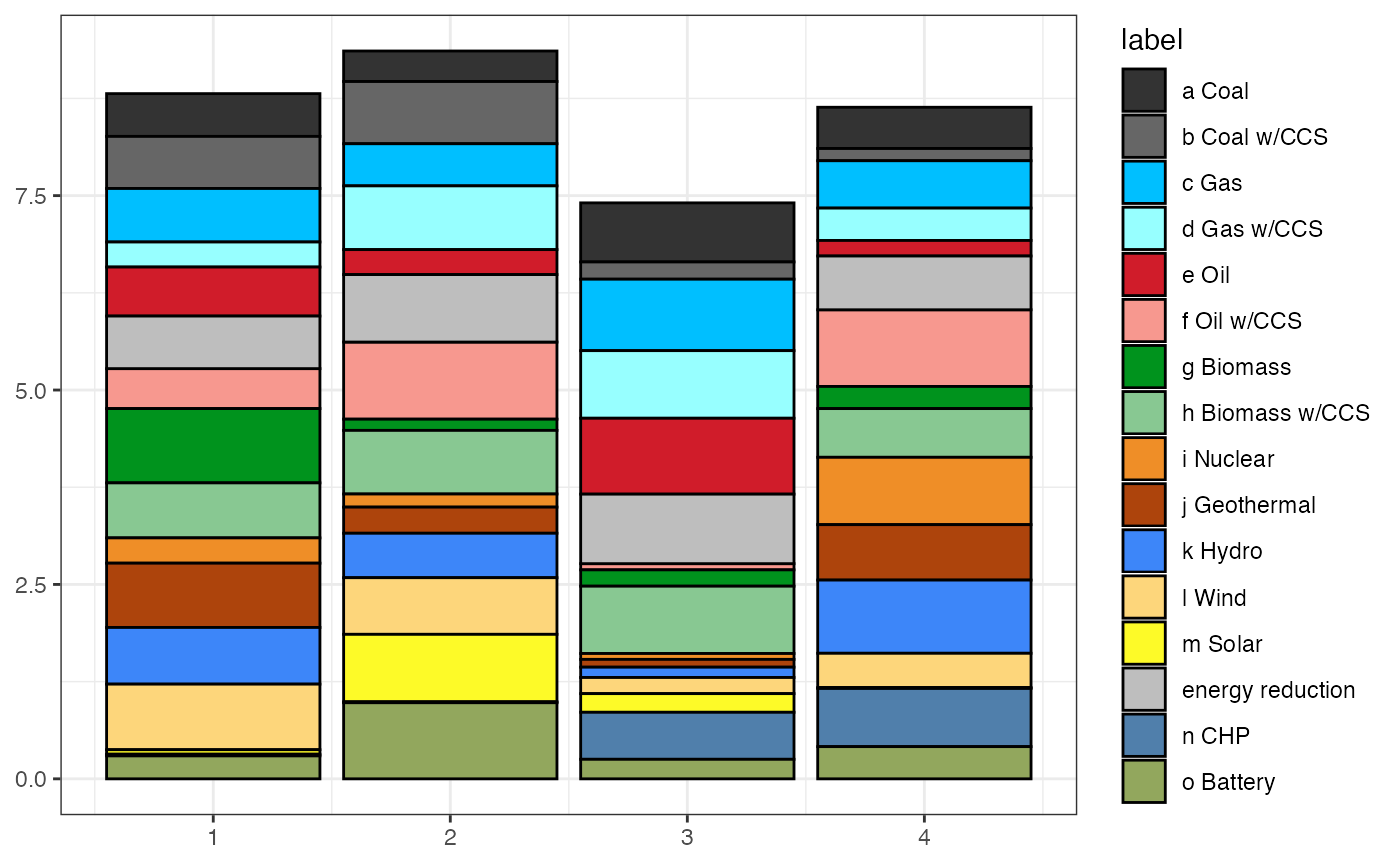 7.5
5.0
2.5
0.0
1
2
3
4
label
a Coal
b Coal w/CCS
c Gas
d Gas w/CCS
e Oil
f Oil w/CCS
g Biomass
h Biomass w/CCS
i Nuclear
j Geothermal
k Hydro
l Wind
m Solar
energy reduction
n CHP
o Battery